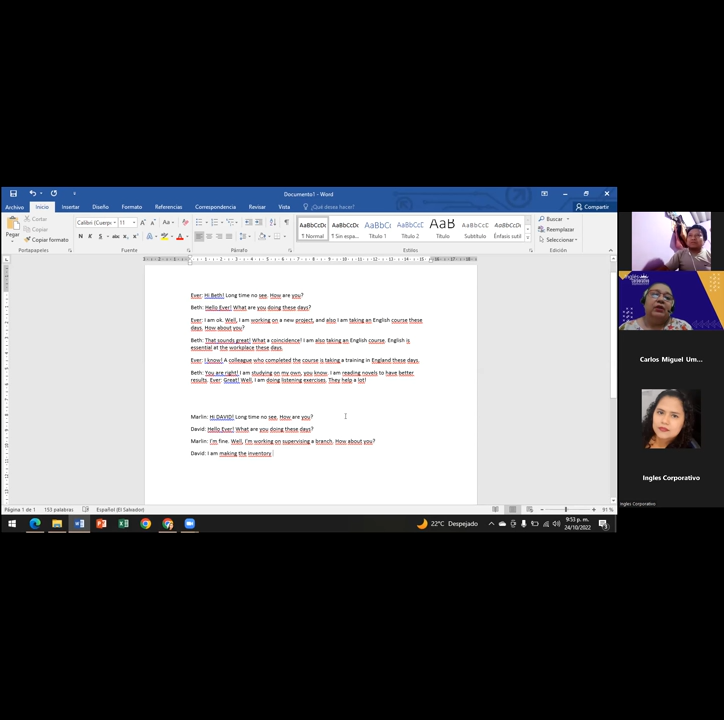 Documento1 - Word
Archivo Inicio Insertar Diseño Formato Referencias Correspondencia Revisar Vista ¿Qué desea hacer? Compartir
Pegar
Cortar
Copiar
Copiar formato
Calibri (Cuerpo 11
AaBbCcDc AaBbCcDc AaBbCc AaBbCcC AaB AaBbCcC AaBbCcDc
¶ Normal ¶ Sin espa... Título 1 Título 2 Título Subtítulo Énfasis sutil
Buscar
Reemplazar
Seleccionar
Portapapeles Fuente Párrafo Estilos Edición
Ever: Hi Beth! Long time no see. How are you?
Beth: Hello Ever! What are you doing these days?
Ever: I am ok. Well, I am working on a new project, and also I am taking an English course these
days. How about you?
Beth: That sounds great! What a coincidence! I am also taking an English course. English is
essential at the workplace these days.
Ever: I know! A colleague who completed the course is taking a training in England these days.
Beth: You are right! I am studying on my own, you know. I am reading novels to have better
results. Ever: Great! Well, I am doing listening exercises. They help a lot!
Marlin: Hi DAVID! Long time no see. How are you?
David: Hello Ever! What are you doing these days?
Marlin: I'm fine. Well, I'm working on supervising a branch. How about you?
David: I am making the inventory
Página 1 de 1 153 palabras Español (El Salvador) 91 %
22°C Despejado
9:53 p. m.
24/10/2022
Carlos Miguel Um...
Ingles Corporativo
Ingles Corporativo